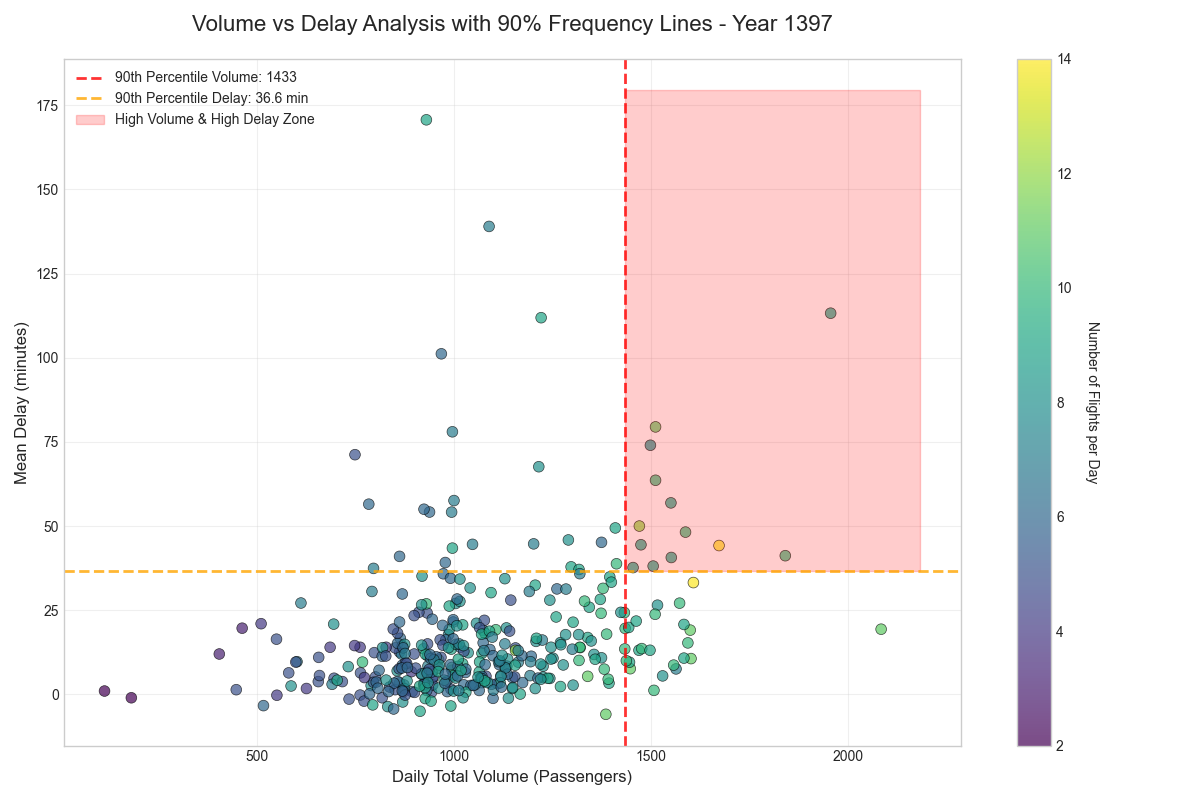 Volume vs Delay Analysis with 90% Frequency Lines - Year 1397
90th Percentile Volume: 1433
90th Percentile Delay: 36.6 min
High Volume & High Delay Zone
175
150
125
100
75
50
25
0
Mean Delay (minutes)
500
1000
1500
2000
Daily Total Volume (Passengers)
14
12
10
8
6
4
2
Number of Flights per Day